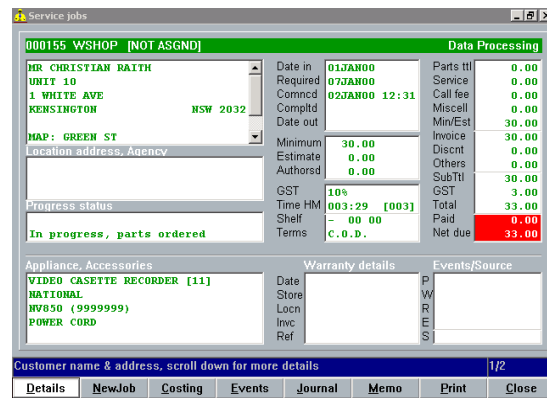 Service jobs
000155 WSHOP [NOT ASGND] Data Processing
MR CHRISTIAN RAITH
UNIT 10
1 WHITE AVE
KENSINGTON NSW 2032
MAP: GREEN ST
Location address, Agency
Progress status
In progress, parts ordered
Date in 01JAN00
Required 07JAN00
Comncd 02JAN00 12:31
Compltd
Date out
Minimum 30.00
Estimate 0.00
Authorsd 0.00
GST 10%
Time HM 003:29 [003]
Shelf - 00 00
Terms C.O.D.
Parts ttl 0.00
Service 0.00
Call fee 0.00
Miscell 0.00
Min/Est 30.00
Invoice 30.00
Discnt 0.00
Others 0.00
SubTtl 30.00
GST 3.00
Total 33.00
Paid 0.00
Net due 33.00
Appliance, Accessories
VIDEO CASETTE RECORDER [11]
NATIONAL
NV850 (9999999)
POWER CORD
Warranty details
Date
Store
Locn
Invc
Ref
Events/Source
P
W
R
E
S
Customer name & address, scroll down for more details 1/2
Details NewJob Costing Events Journal Memo Print Close